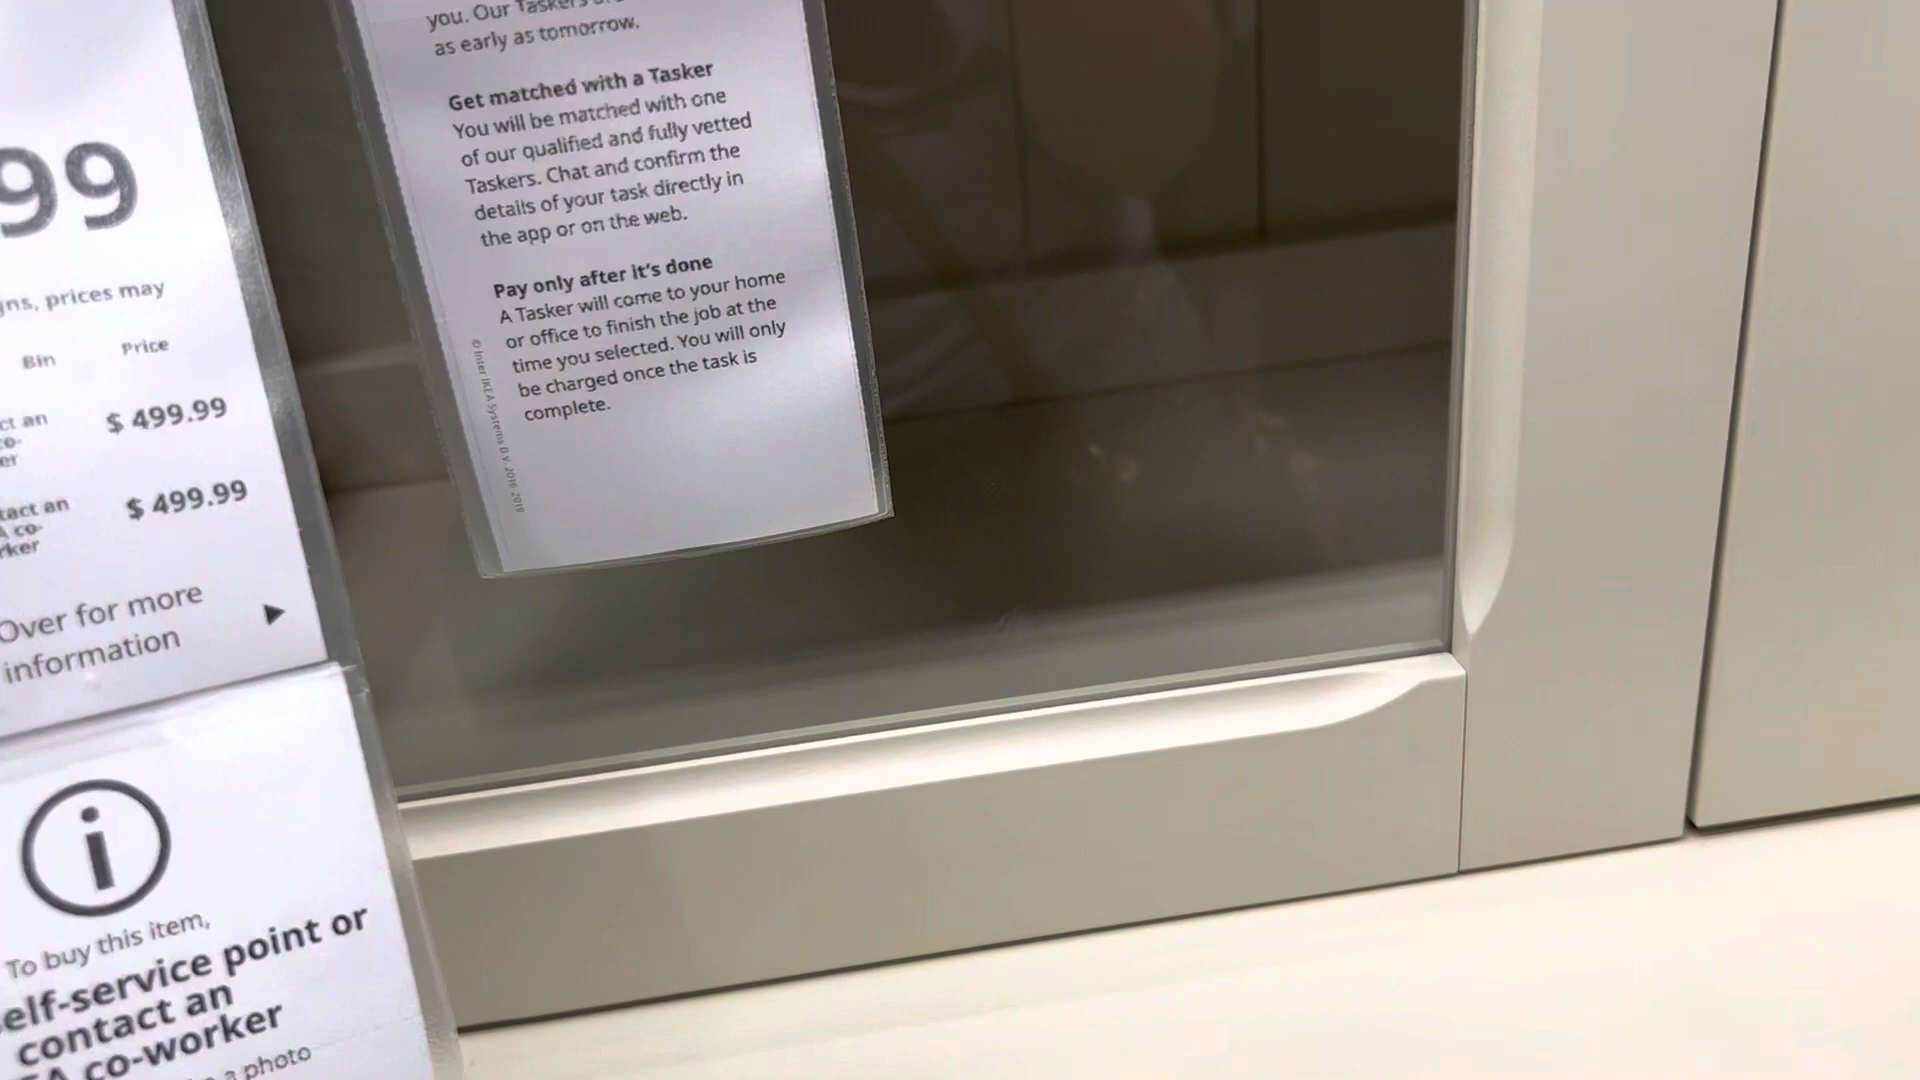 99
prices may
Bin Price
an
$ 499.99
an
$ 499.99
Over for more
information
i
To buy this item,
self-service point or
contact an
co-worker
a photo
you. Our Taskers
as early as tomorrow.
Get matched with a Tasker
You will be matched with one
of our qualified and fully vetted
Taskers. Chat and confirm the
details of your task directly in
the app or on the web.
Pay only after it's done
A Tasker will come to your home
or office to finish the job at the
time you selected. You will only
be charged once the task is
complete.
© Inter IKEA Systems B.V.